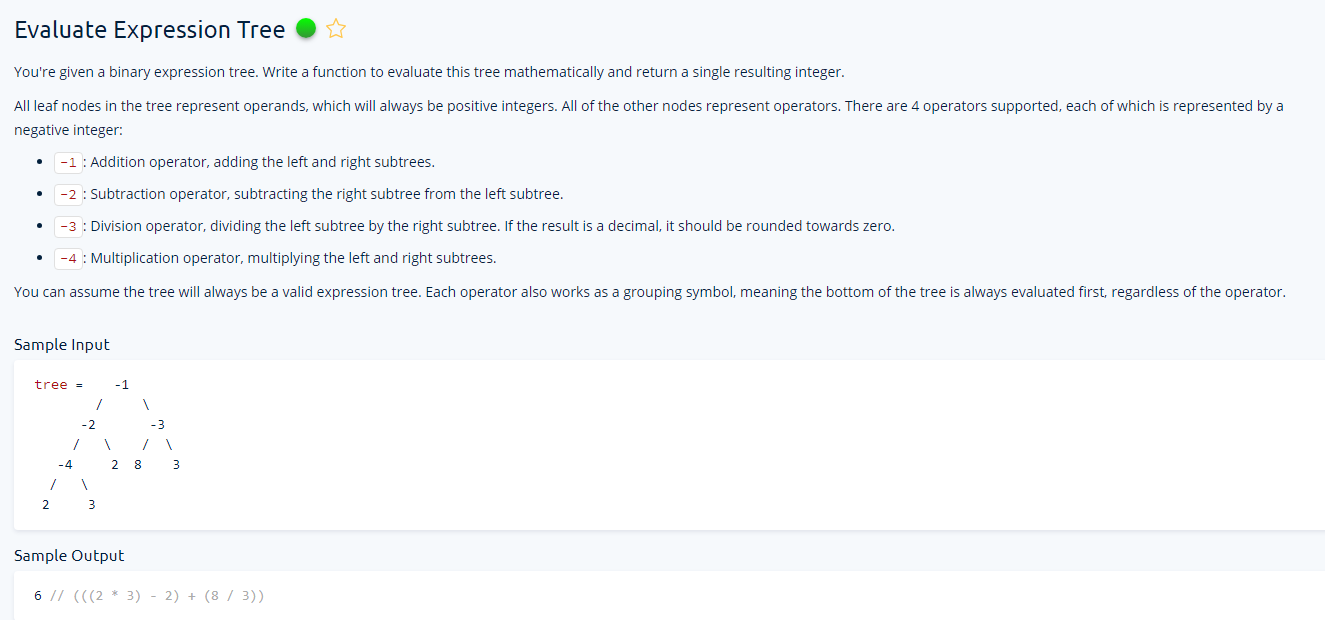 Evaluate Expression Tree
You're given a binary expression tree. Write a function to evaluate this tree mathematically and return a single resulting integer.
All leaf nodes in the tree represent operands, which will always be positive integers. All of the other nodes represent operators. There are 4 operators supported, each of which is represented by a
negative integer:
• -1: Addition operator, adding the left and right subtrees.
• -2: Subtraction operator, subtracting the right subtree from the left subtree.
• -3: Division operator, dividing the left subtree by the right subtree. If the result is a decimal, it should be rounded towards zero.
• -4: Multiplication operator, multiplying the left and right subtrees.
You can assume the tree will always be a valid expression tree. Each operator also works as a grouping symbol, meaning the bottom of the tree is always evaluated first, regardless of the operator.
Sample Input
tree =    -1
        /     \
      -2       -3
     /   \    /  \
   -4     2  8    3
  /   \
 2     3
Sample Output
6 // (((2 * 3) - 2) + (8 / 3))